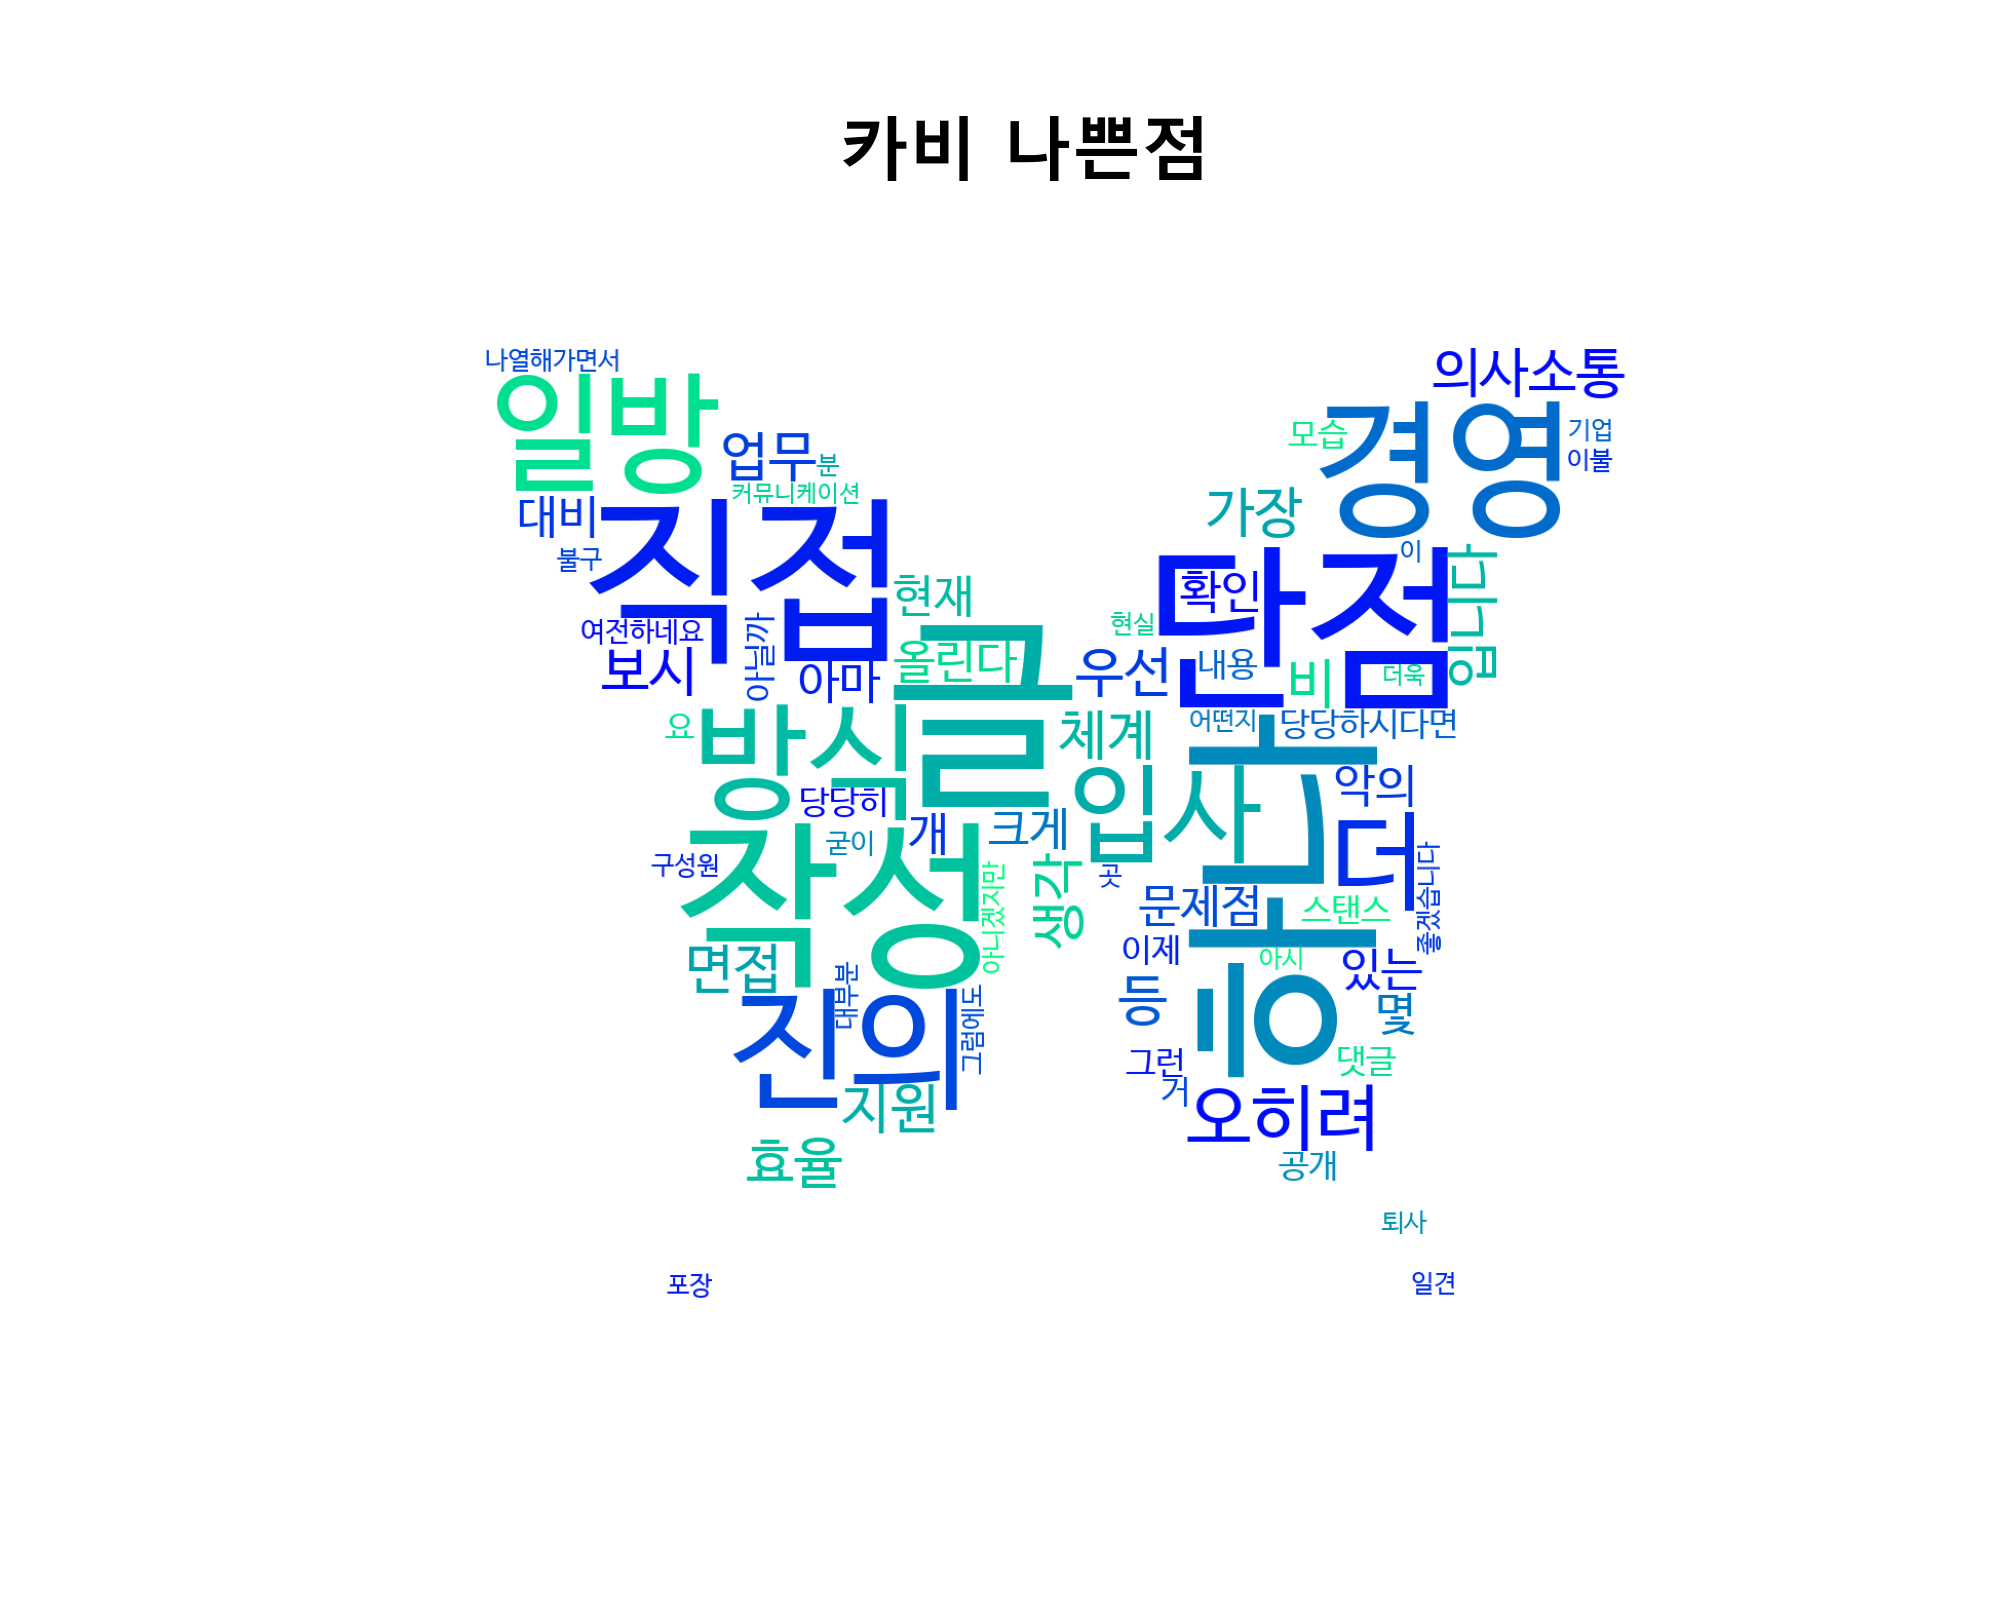 카비 나쁜점
나열해가면서
의사소통
일방
경영
모습
기업
이불
업무
분
커뮤니케이션
대비
직접
가장
불구
단점
확인
이
입니다
현재
현실
여전하네요
보시
아닐까
아마
올린다
글
우선
내용
비
더욱
요
방식
체계
어떤지
당당하시다면
당당히
입사
악의
개
크게
더
굳이
작성
구성원
아니겠지만
생각
곳
문제점
스탠스
좋겠습니다
면접
이제
아시
있는
대부분
진의
그럼에도
등
몇
그런
댓글
거
지원
오히려
효율
공개
퇴사
포장
일견